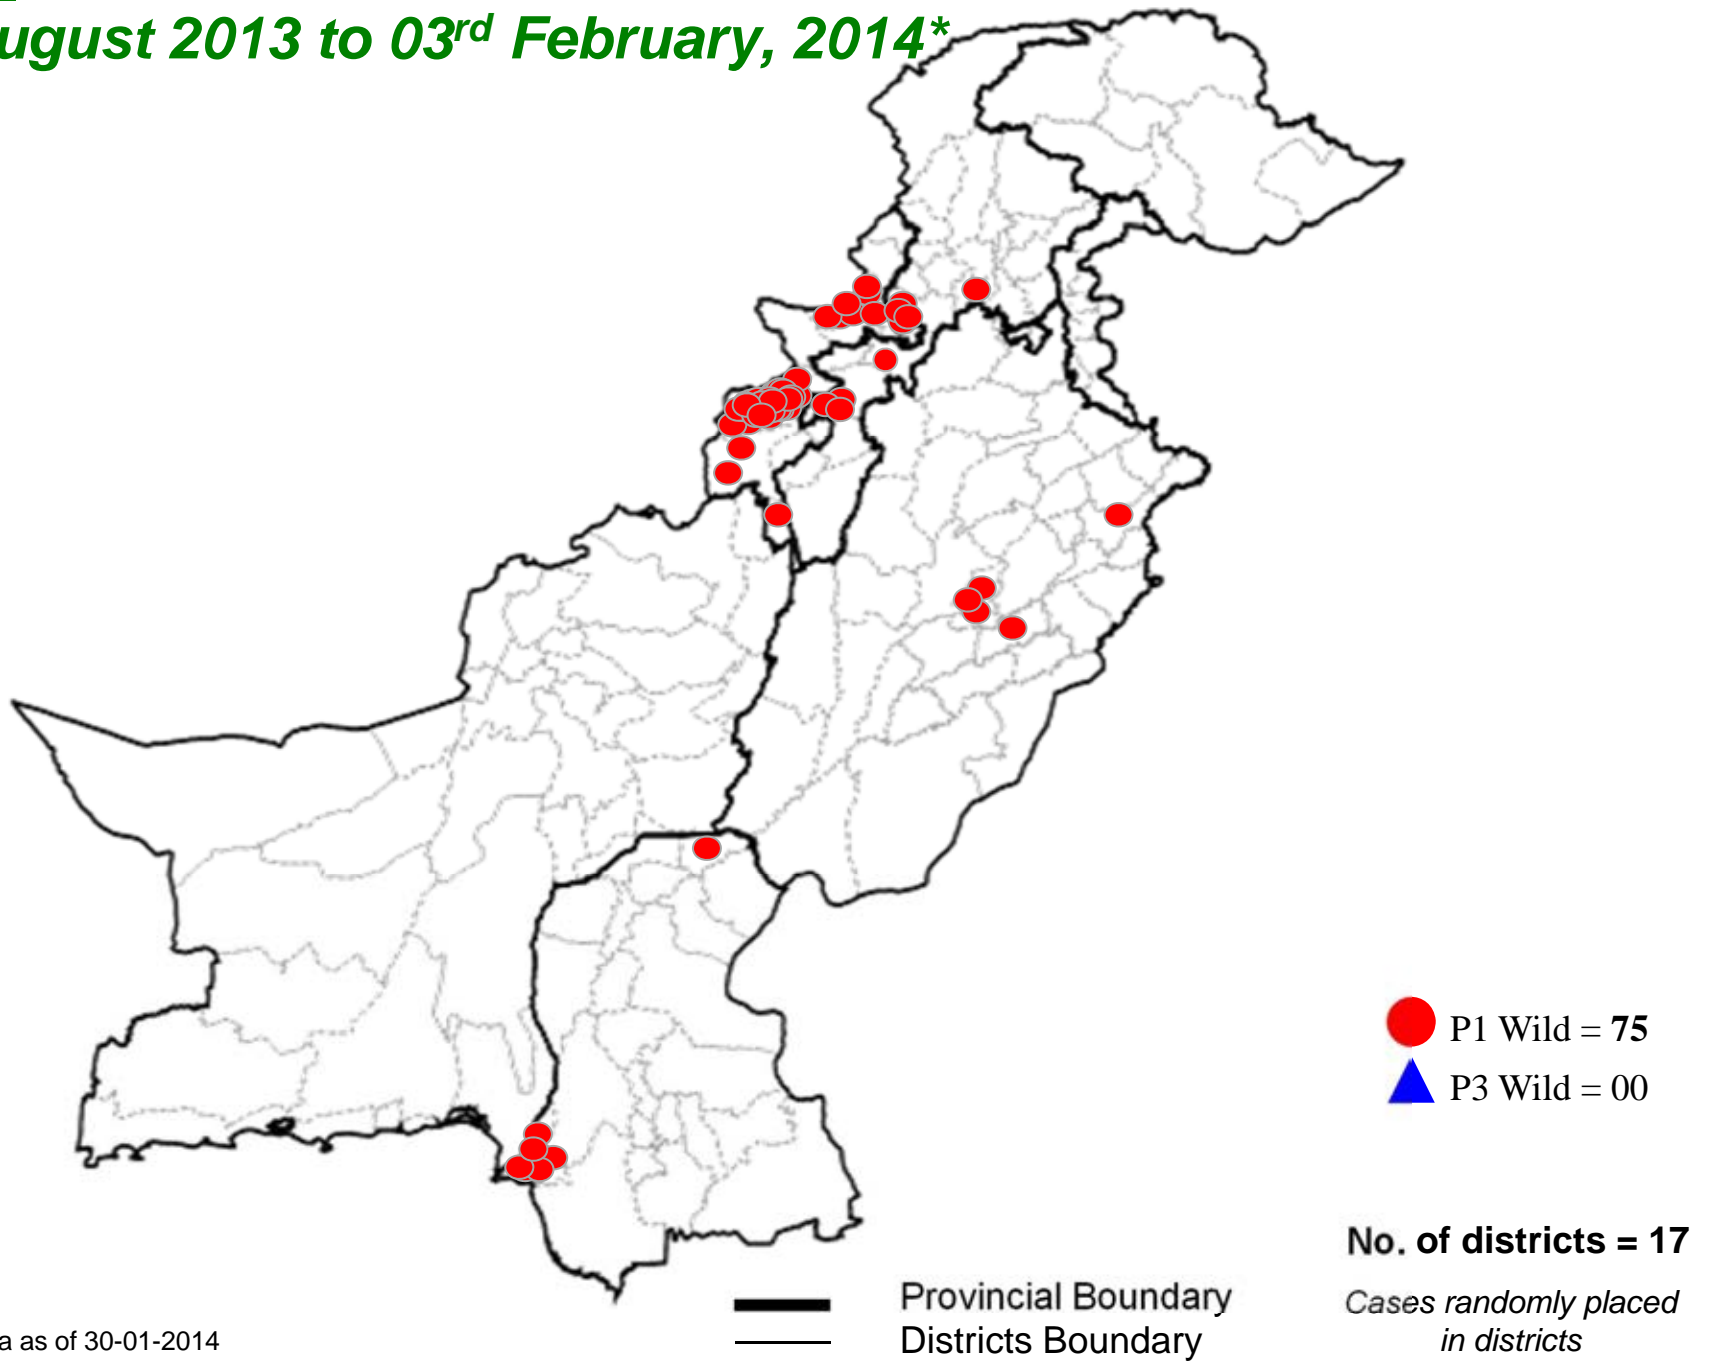 ugust 2013 to 03rd February, 2014*
P1 Wild = 75
P3 Wild = 00
No. of districts = 17
Cases randomly placed
in districts
Provincial Boundary
Districts Boundary
a as of 30-01-2014